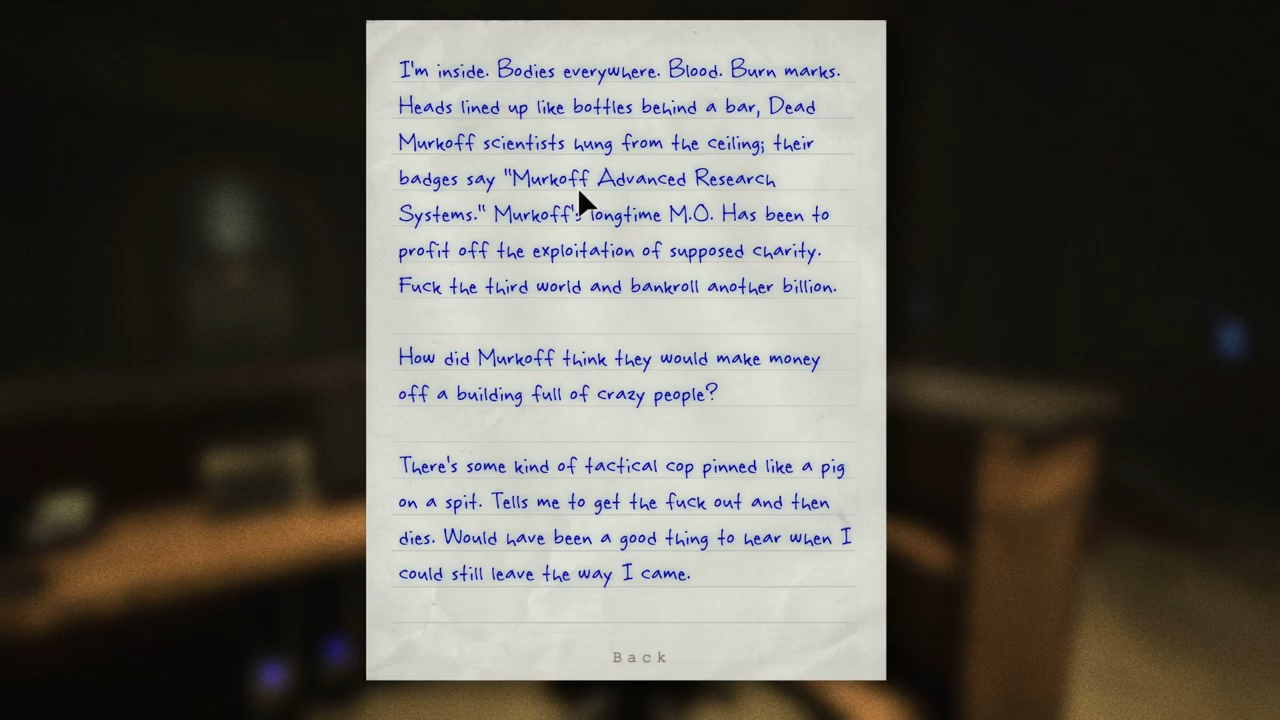 I'm inside. Bodies everywhere. Blood. Burn marks.
Heads lined up like bottles behind a bar, Dead
Murkoff scientists hung from the ceiling; their
badges say "Murkoff Advanced Research
Systems." Murkoff's longtime M.O. Has been to
profit off the exploitation of supposed charity.
Fuck the third world and bankroll another billion.
How did Murkoff think they would make money
off a building full of crazy people?
There's some kind of tactical cop pinned like a pig
on a spit. Tells me to get the fuck out and then
dies. Would have been a good thing to hear when I
could still leave the way I came.
Back